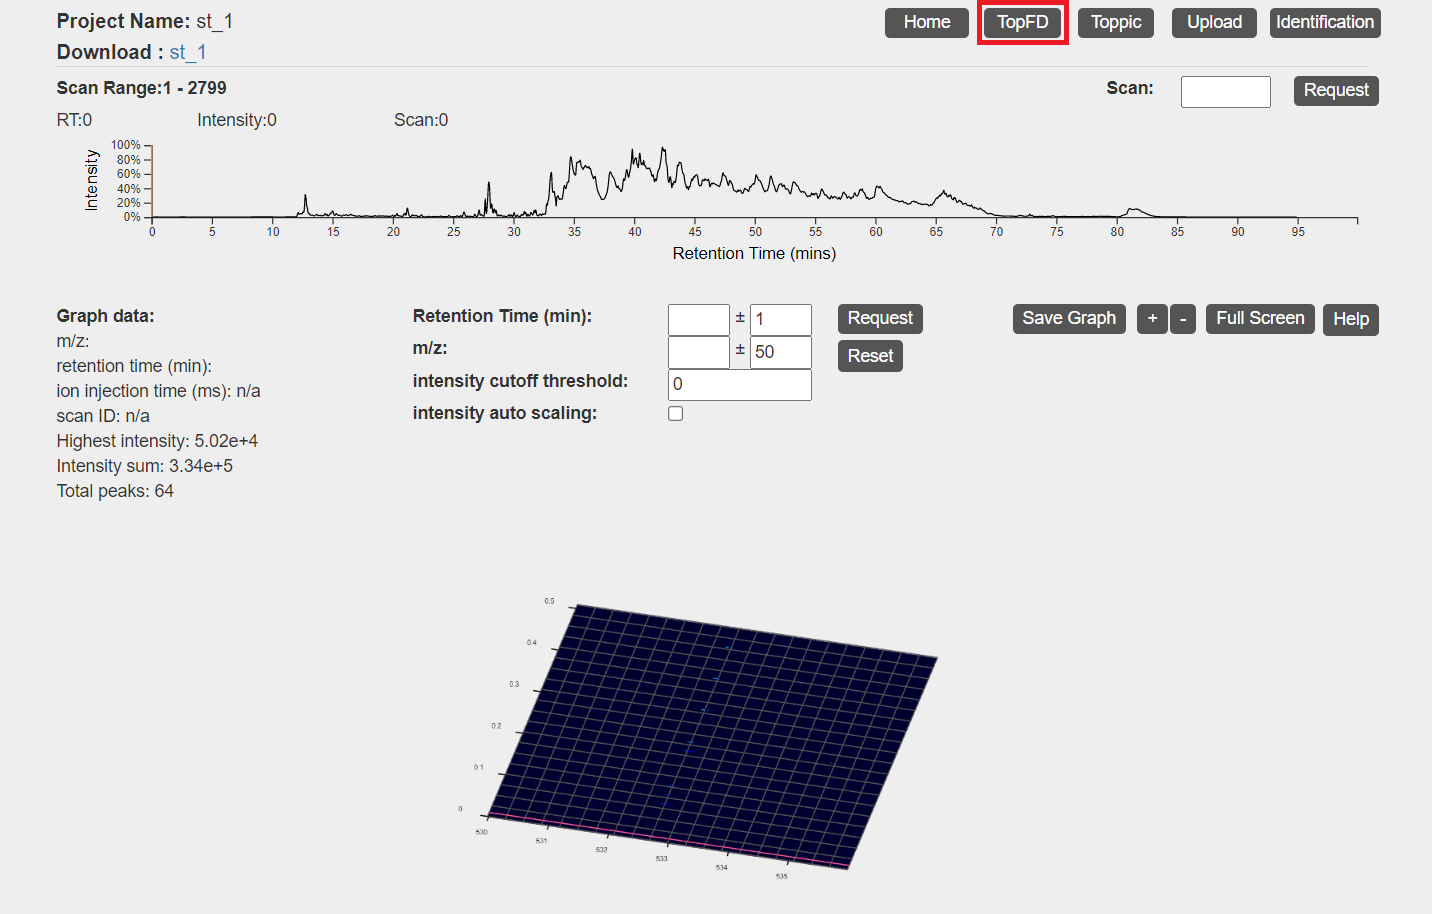 Project Name: st_1
Home TopFD Toppic Upload Identification
Download : st_1
Scan Range:1 - 2799
Scan: Request
RT:0 Intensity:0 Scan:0
Intensity
100%
80%
60%
40%
20%
0%
0 5 10 15 20 25 30 35 40 45 50 55 60 65 70 75 80 85 90 95
Retention Time (mins)
Graph data:
m/z:
retention time (min):
ion injection time (ms): n/a
scan ID: n/a
Highest intensity: 5.02e+4
Intensity sum: 3.34e+5
Total peaks: 64
Retention Time (min): ± 1 Request
m/z: ± 50 Reset
intensity cutoff threshold: 0
intensity auto scaling:
Save Graph + - Full Screen Help
0.5
0.4
0.3
0.2
0.1
0
530 531 532 533 534 535